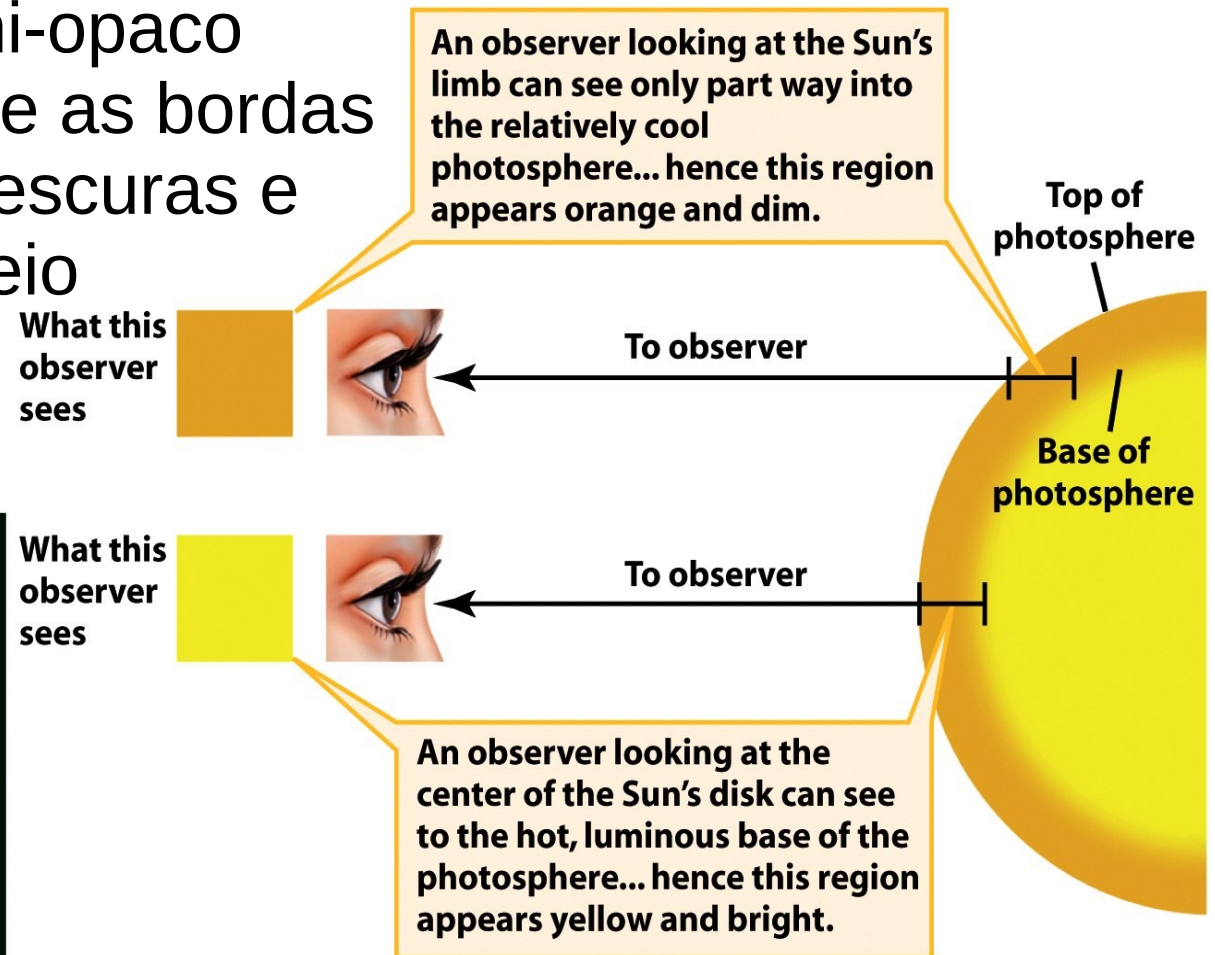 ni-opaco
e as bordas
escuras e
eio
An observer looking at the Sun's
limb can see only part way into
the relatively cool
photosphere... hence this region
appears orange and dim.
Top of
photosphere
What this
observer
sees
To observer
Base of
photosphere
What this
observer
sees
To observer
An observer looking at the
center of the Sun's disk can see
to the hot, luminous base of the
photosphere... hence this region
appears yellow and bright.